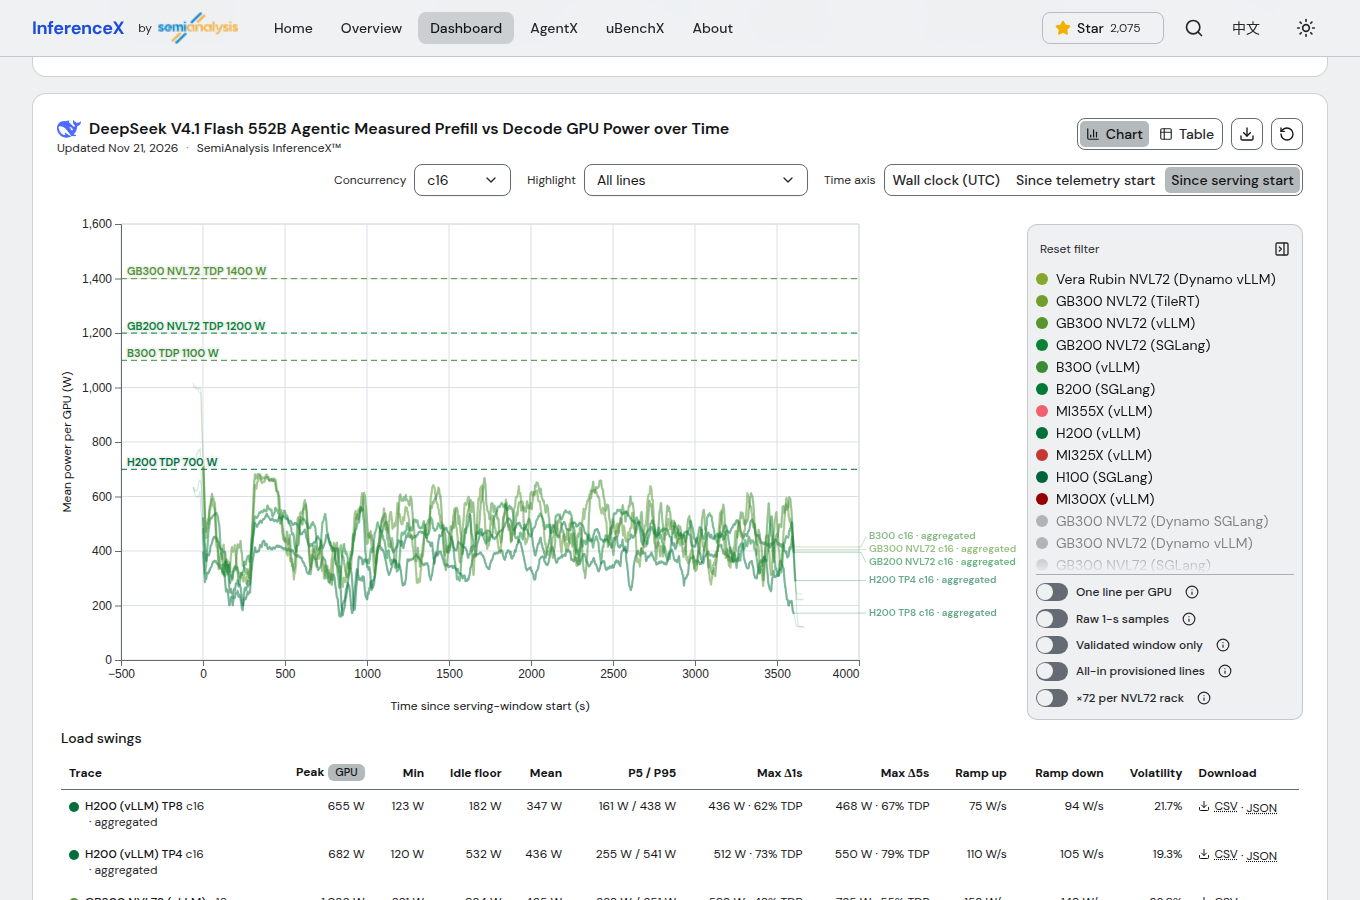 InferenceX by semianalysis Home Overview Dashboard AgentX uBenchX About Star 2,075 中文
DeepSeek V4.1 Flash 552B Agentic Measured Prefill vs Decode GPU Power over Time
Chart Table
Updated Nov 21, 2026 · SemiAnalysis InferenceX™
Concurrency c16 Highlight All lines Time axis Wall clock (UTC) Since telemetry start Since serving start
Mean power per GPU (W)
1,600
1,400
1,200
1,000
800
600
400
200
0
GB300 NVL72 TDP 1400 W
GB200 NVL72 TDP 1200 W
B300 TDP 1100 W
H200 TDP 700 W
B300 c16 · aggregated
GB300 NVL72 c16 · aggregated
GB200 NVL72 c16 · aggregated
H200 TP4 c16 · aggregated
H200 TP8 c16 · aggregated
−500 0 500 1000 1500 2000 2500 3000 3500 4000
Time since serving-window start (s)
Reset filter
Vera Rubin NVL72 (Dynamo vLLM)
GB300 NVL72 (TileRT)
GB300 NVL72 (vLLM)
GB200 NVL72 (SGLang)
B300 (vLLM)
B200 (SGLang)
MI355X (vLLM)
H200 (vLLM)
MI325X (vLLM)
H100 (SGLang)
MI300X (vLLM)
GB300 NVL72 (Dynamo SGLang)
GB300 NVL72 (Dynamo vLLM)
GB300 NVL72 (SGLang)
One line per GPU
Raw 1-s samples
Validated window only
All-in provisioned lines
×72 per NVL72 rack
Load swings
Trace Peak GPU Min Idle floor Mean P5 / P95 Max Δ1s Max Δ5s Ramp up Ramp down Volatility Download
H200 (vLLM) TP8 c16 655 W 123 W 182 W 347 W 161 W / 438 W 436 W · 62% TDP 468 W · 67% TDP 75 W/s 94 W/s 21.7% CSV · JSON
· aggregated
H200 (vLLM) TP4 c16 682 W 120 W 532 W 436 W 255 W / 541 W 512 W · 73% TDP 550 W · 79% TDP 110 W/s 105 W/s 19.3% CSV · JSON
· aggregated